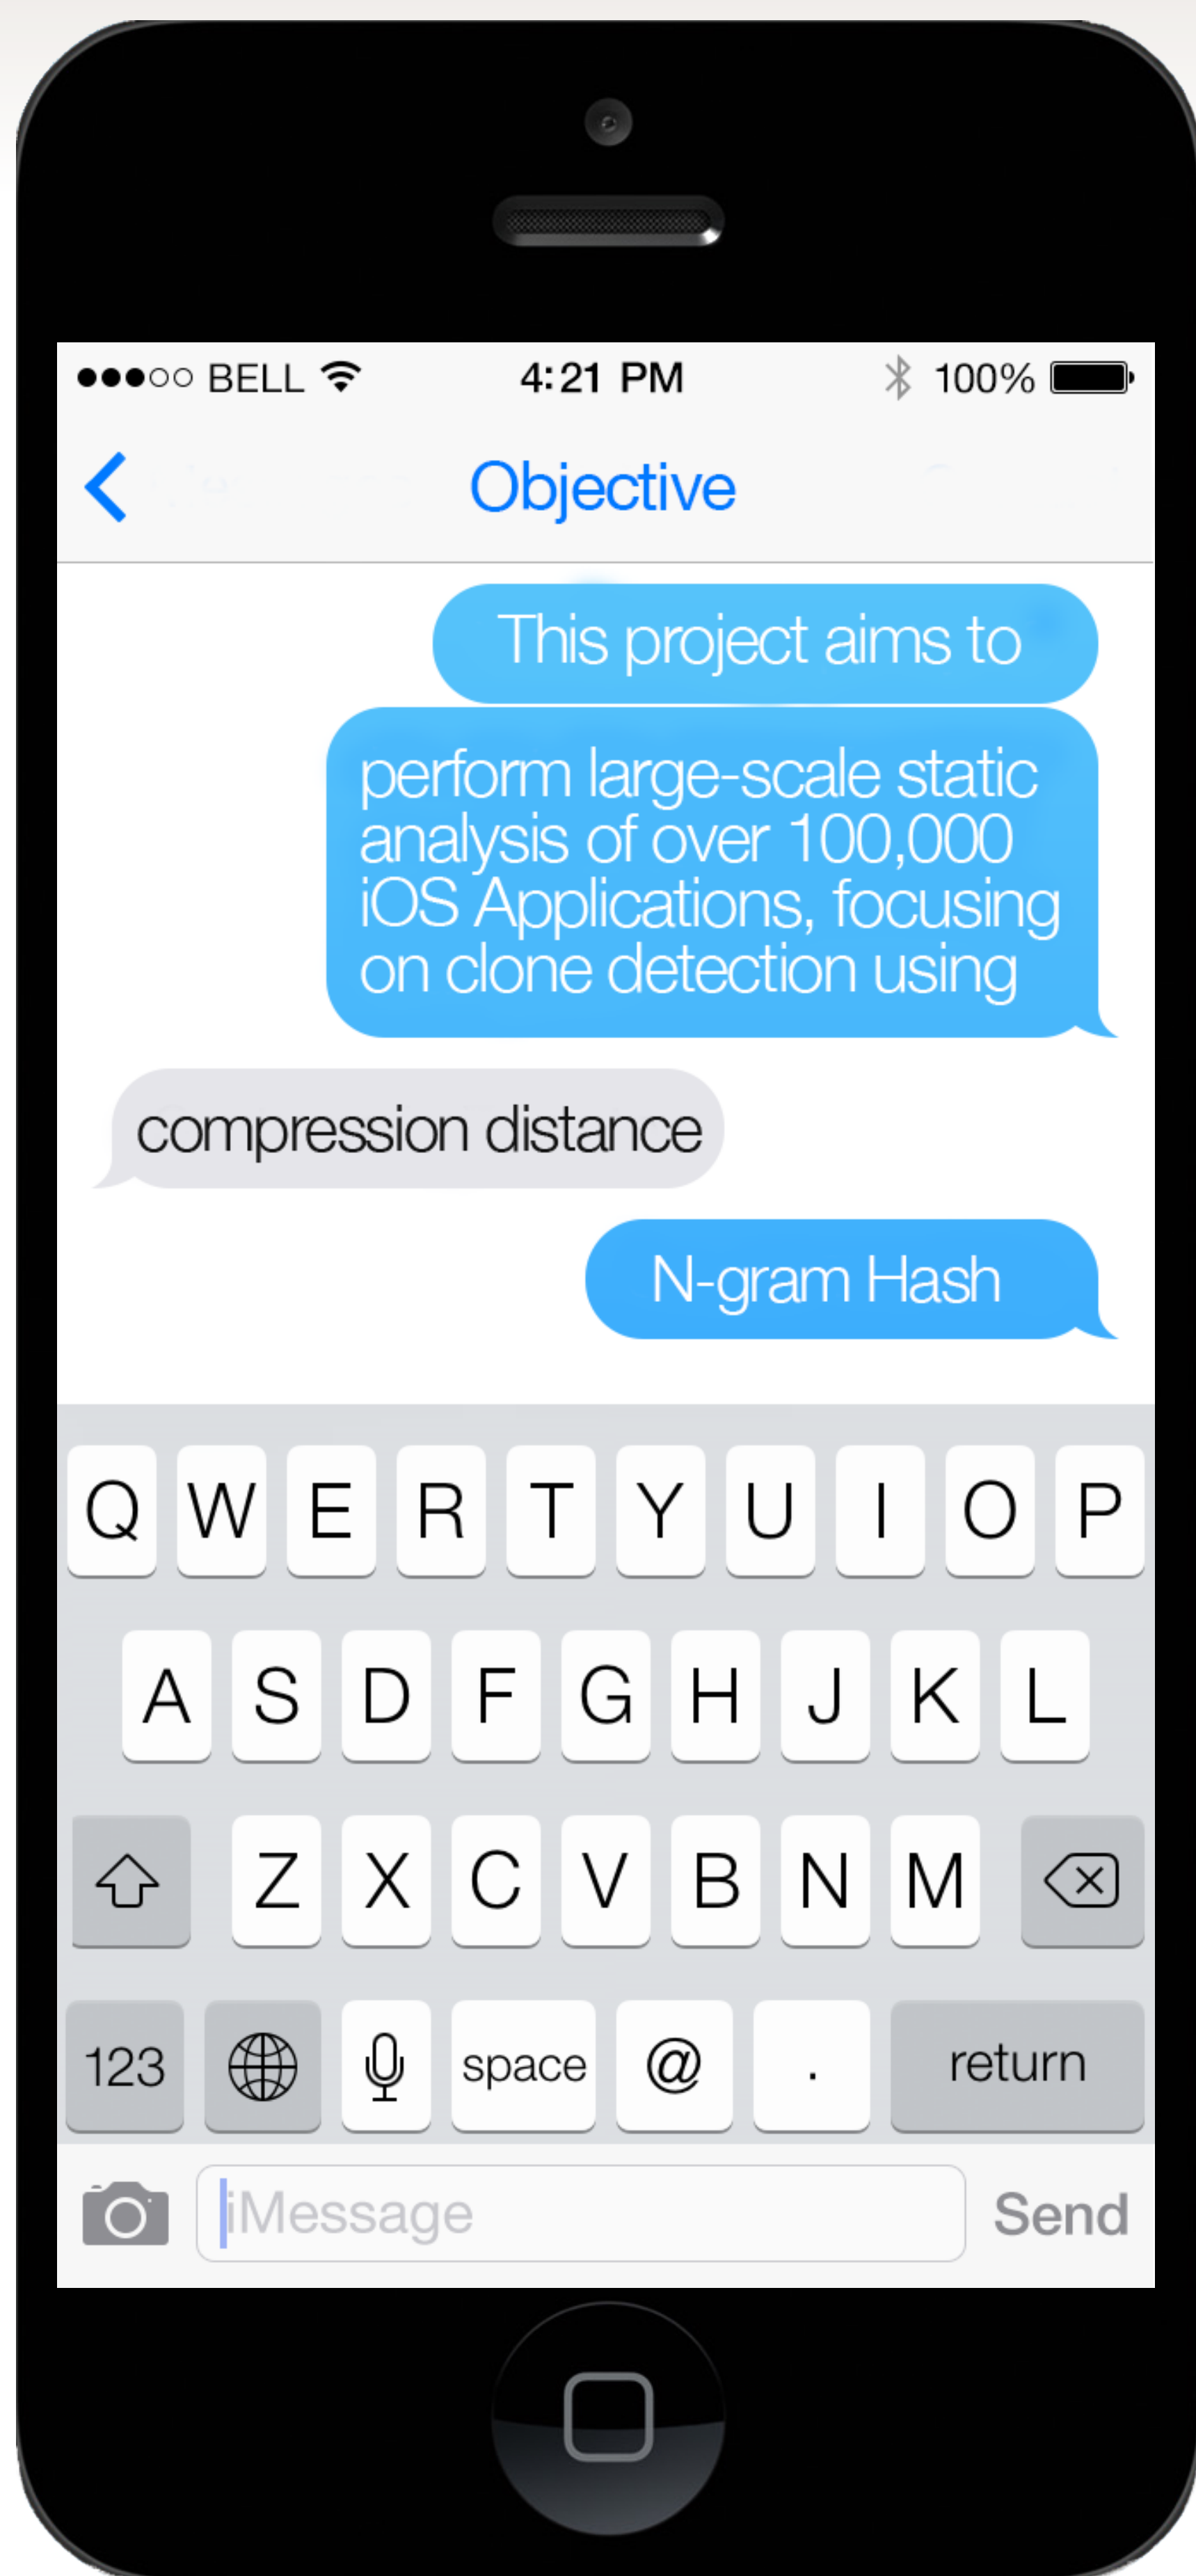 BELL 4:21 PM 100%
Objective
This project aims to
perform large-scale static
analysis of over 100,000
iOS Applications, focusing
on clone detection using
compression distance
N-gram Hash
Q W E R T Y U I O P
A S D F G H J K L
Z X C V B N M
123 space @ . return
iMessage Send